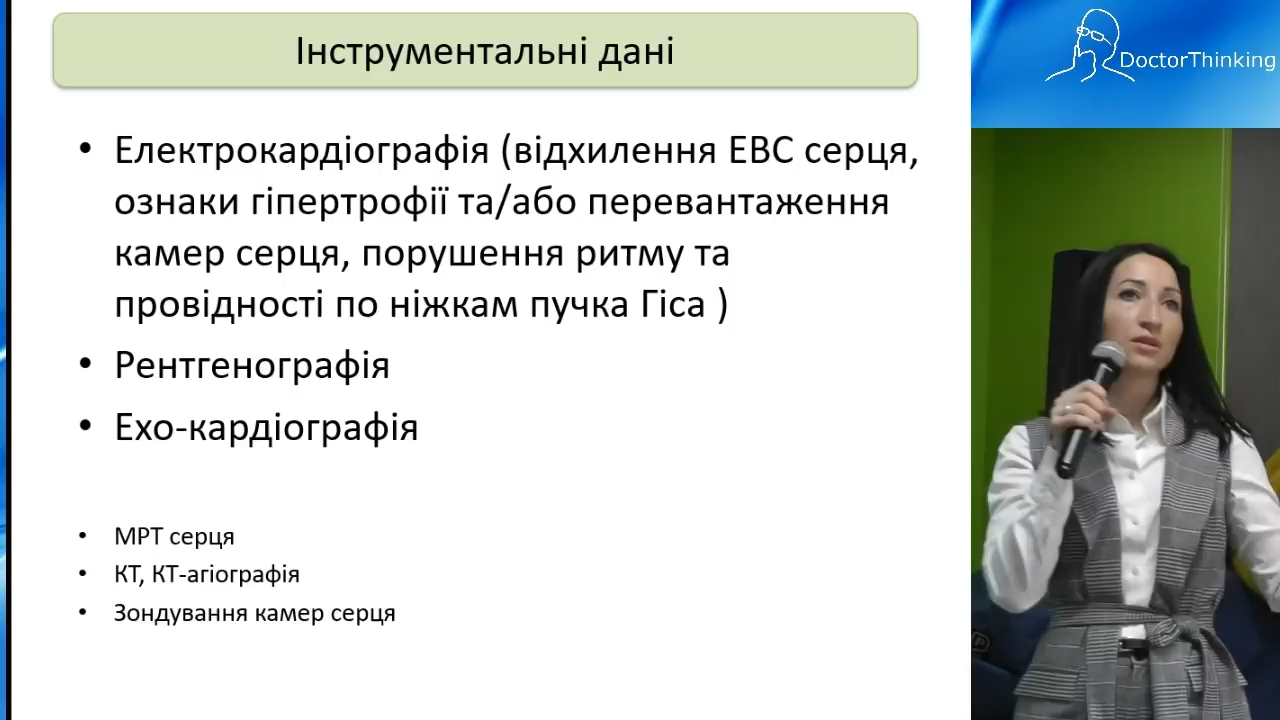 Інструментальні дані
DoctorThinking
• Електрокардіографія (відхилення ЕВС серця,
ознаки гіпертрофії та/або перевантаження
камер серця, порушення ритму та
провідності по ніжкам пучка Гіса )
• Рентгенографія
• Ехо-кардіографія
• МРТ серця
• КТ, КТ-агіографія
• Зондування камер серця